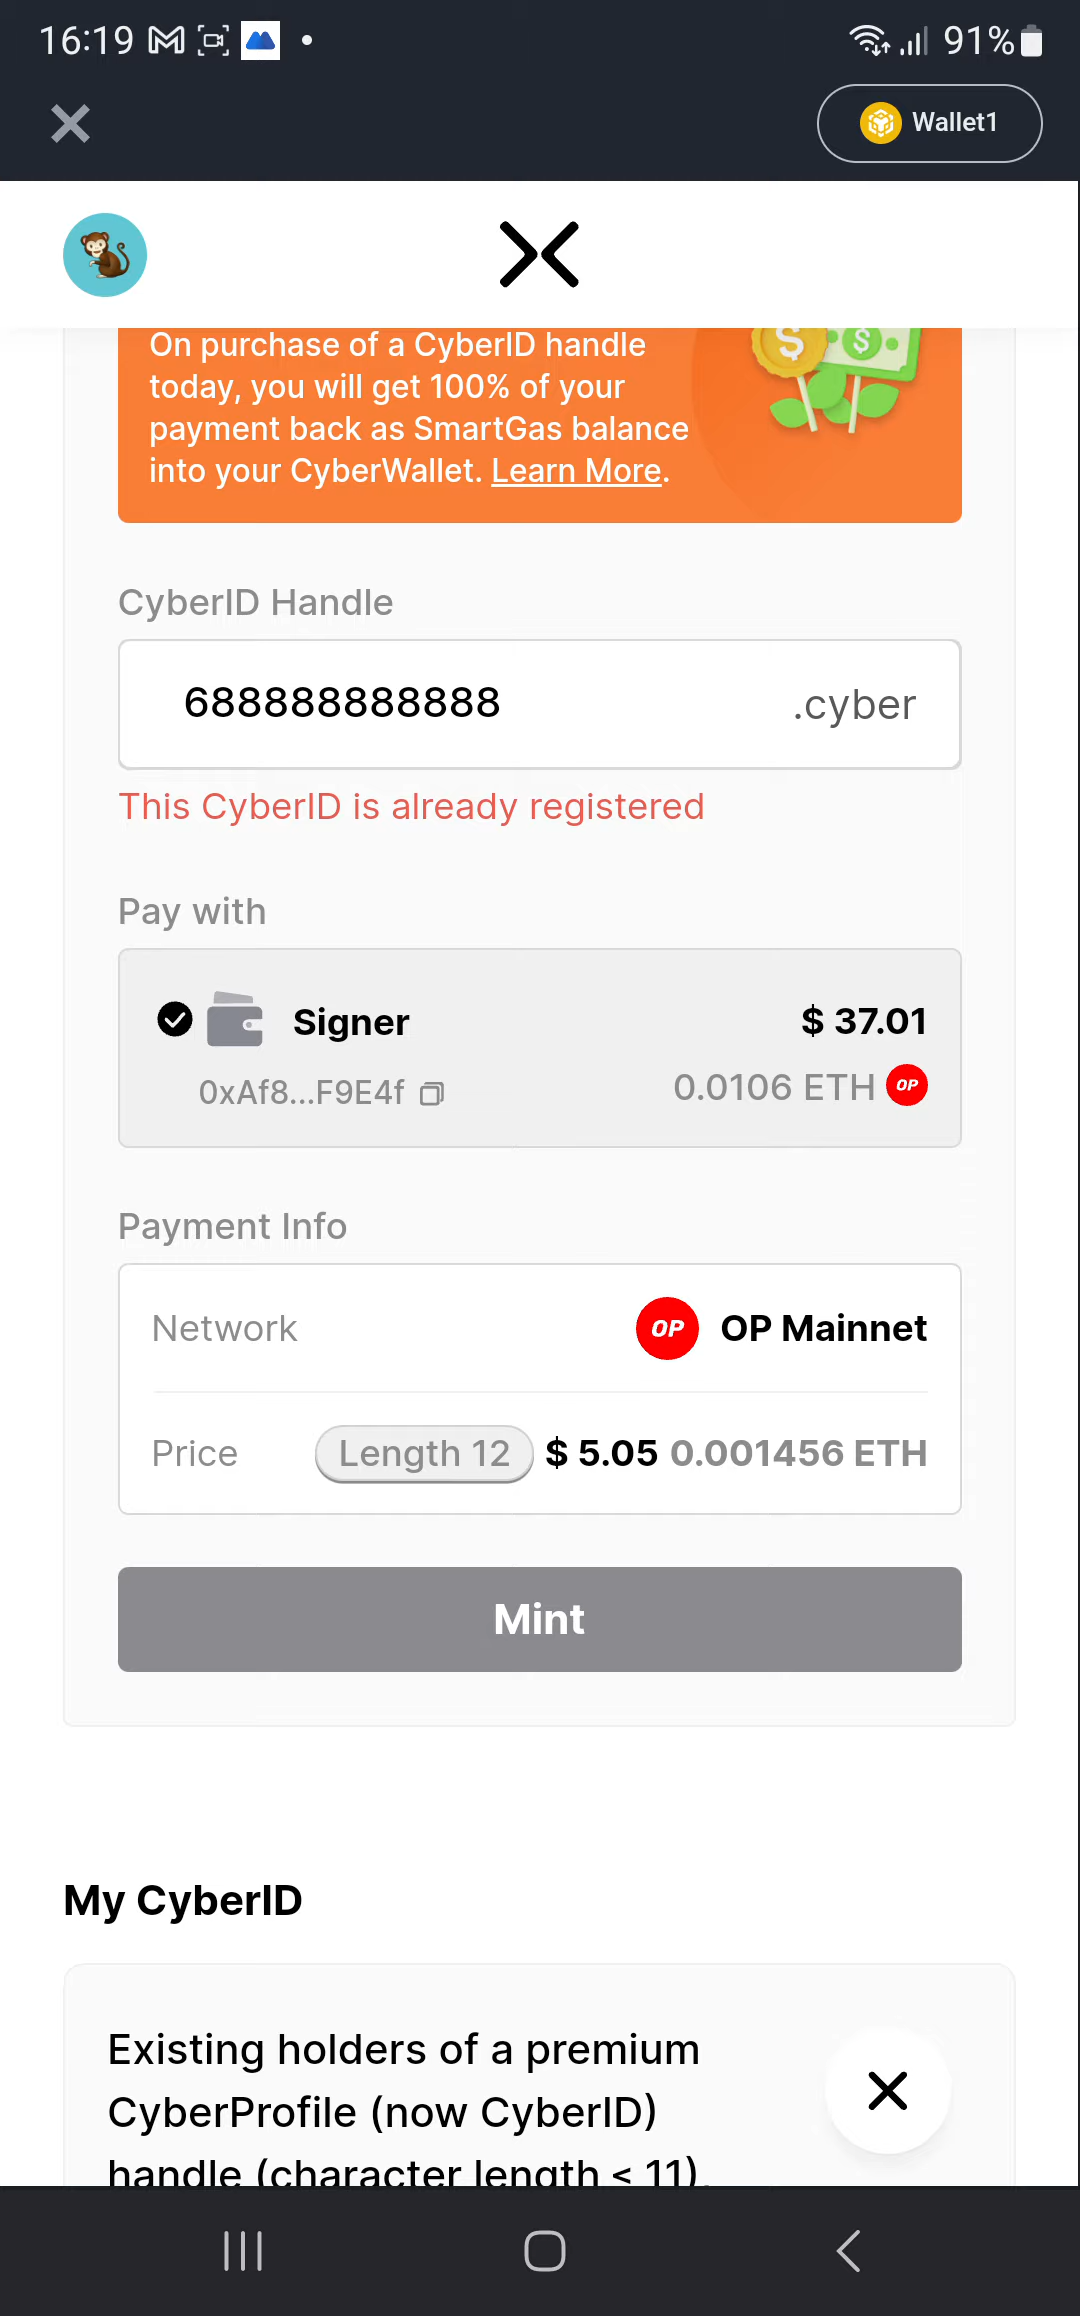 16:19
91%
Wallet1
On purchase of a CyberID handle
today, you will get 100% of your
payment back as SmartGas balance
into your CyberWallet. Learn More.
CyberID Handle
688888888888
.cyber
This CyberID is already registered
Pay with
Signer
$ 37.01
0xAf8...F9E4f
0.0106 ETH
OP
Payment Info
Network
OP
OP Mainnet
Price
Length 12
$ 5.05
0.001456 ETH
Mint
My CyberID
Existing holders of a premium
CyberProfile (now CyberID)
handle (character length < 11),